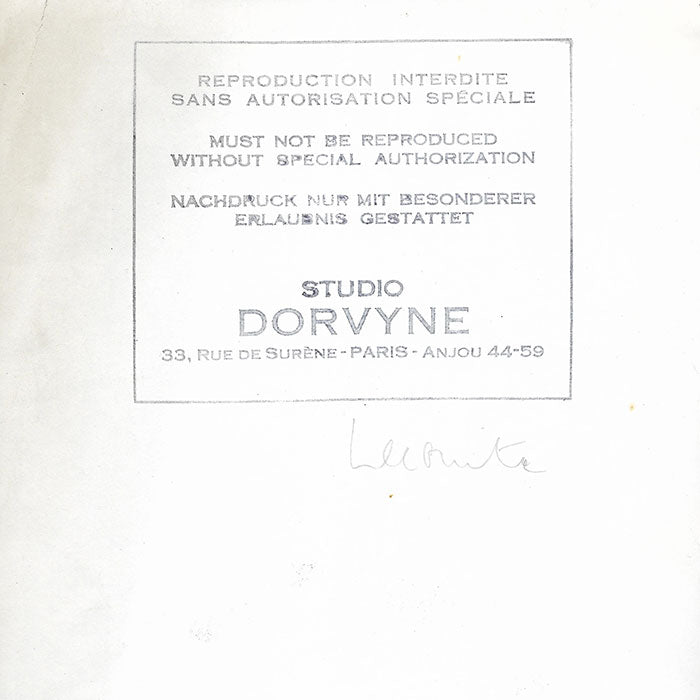 REPRODUCTION INTERDITE
SANS AUTORISATION SPÉCIALE
MUST NOT BE REPRODUCED
WITHOUT SPECIAL AUTHORIZATION
NACHDRUCK NUR MIT BESONDERER
ERLAUBNIS GESTATTET
STUDIO
DORVYNE
33, RUE DE SURÈNE - PARIS - ANJOU 44-59